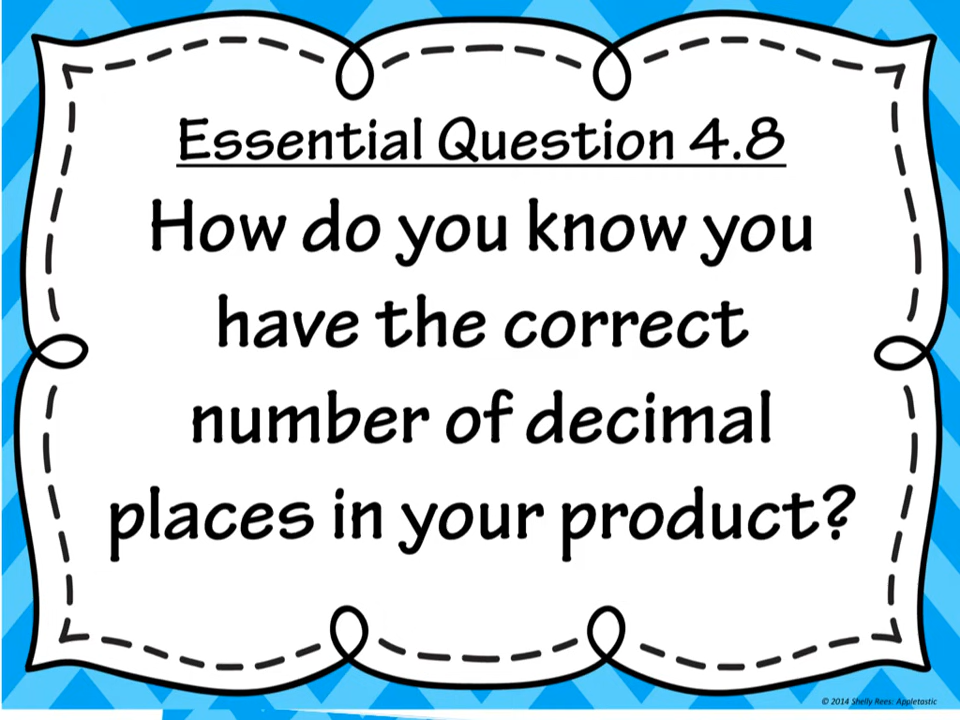 Essential Question 4.8
How do you know you
have the correct
number of decimal
places in your product?
© 2014 Shelly Rees: Appletastic